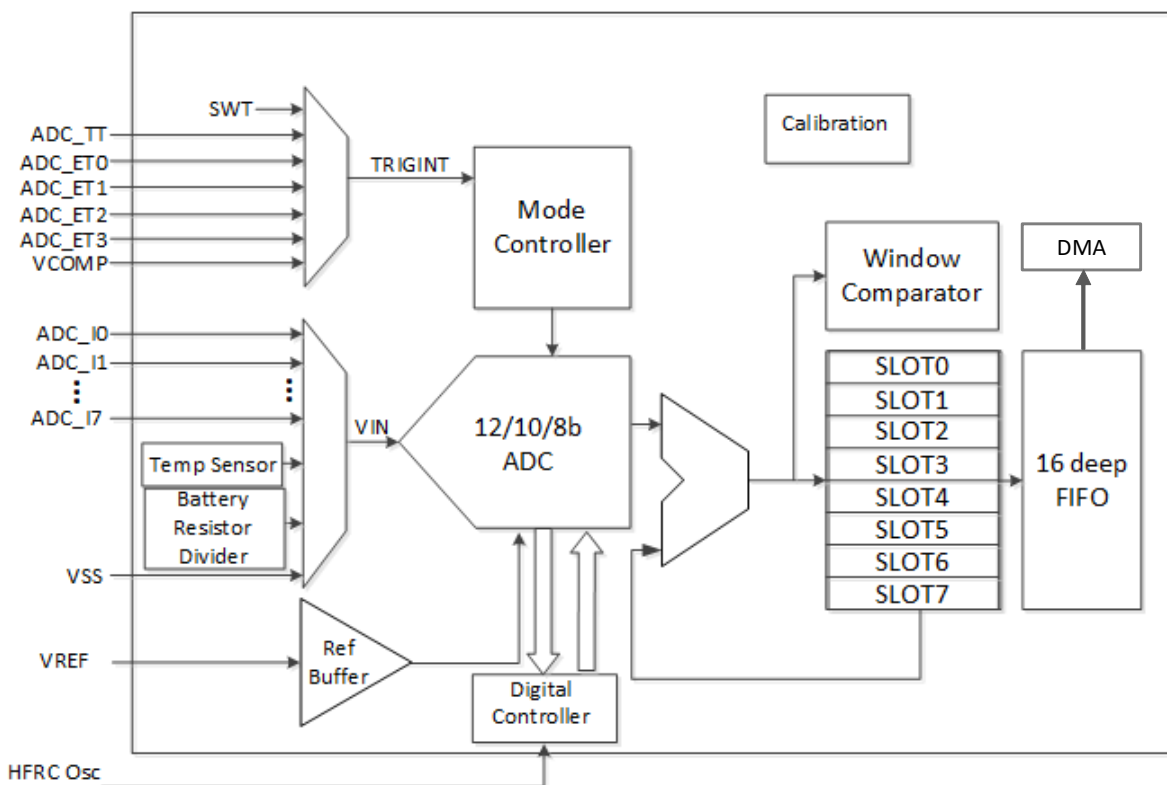 SWT
ADC_TT
ADC_ET0
ADC_ET1
ADC_ET2
ADC_ET3
VCOMP
TRIGINT
Mode
Controller
Calibration
Window
Comparator
DMA
ADC_I0
ADC_I1
ADC_I7
Temp Sensor
Battery
Resistor
Divider
VSS
VIN
12/10/8b
ADC
SLOT0
SLOT1
SLOT2
SLOT3
SLOT4
SLOT5
SLOT6
SLOT7
16 deep
FIFO
VREF
Ref
Buffer
Digital
Controller
HFRC Osc